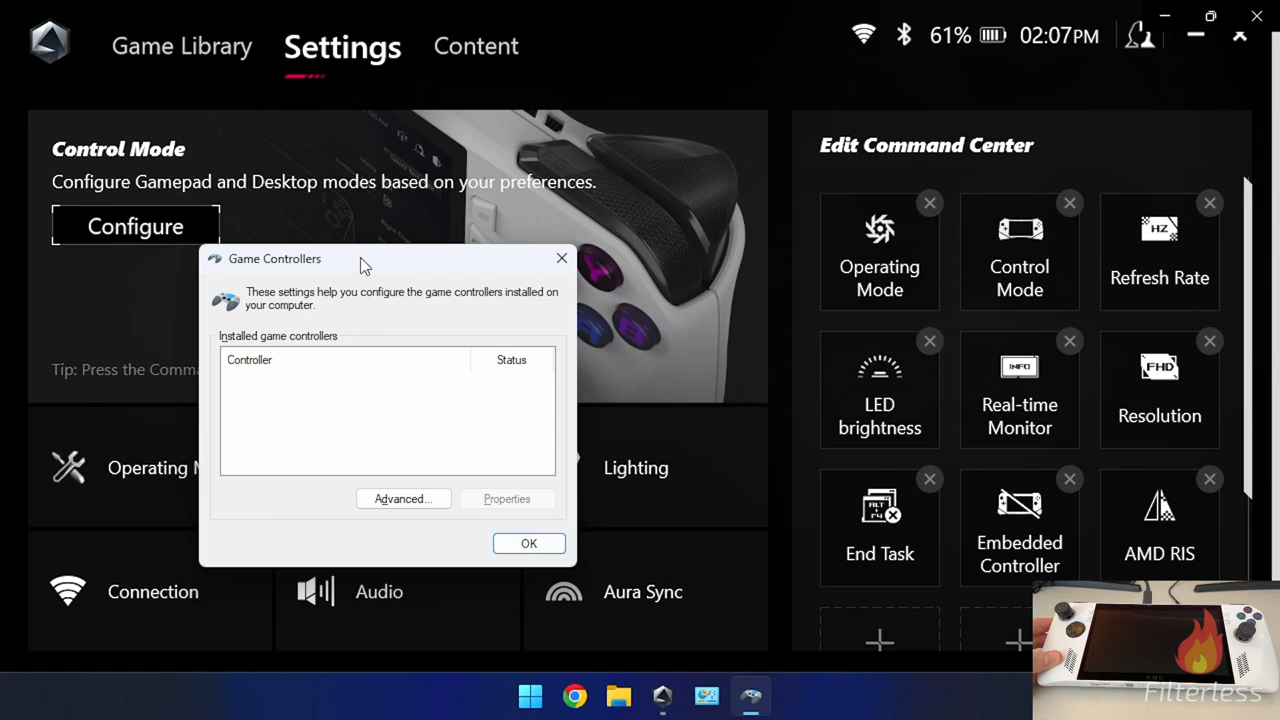 Game Library
Settings
Content
61%
02:07PM
Control Mode
Configure Gamepad and Desktop modes based on your preferences.
Configure
Tip: Press the Comma
Game Controllers
These settings help you configure the game controllers installed on
your computer.
Installed game controllers
Controller
Status
Advanced...
Properties
OK
Operating M
Lighting
Connection
Audio
Aura Sync
Edit Command Center
Operating
Mode
Control
Mode
HZ
Refresh Rate
LED
brightness
INFO
Real-time
Monitor
FHD
Resolution
ALT
F4
End Task
Embedded
Controller
AMD RIS
Filterless